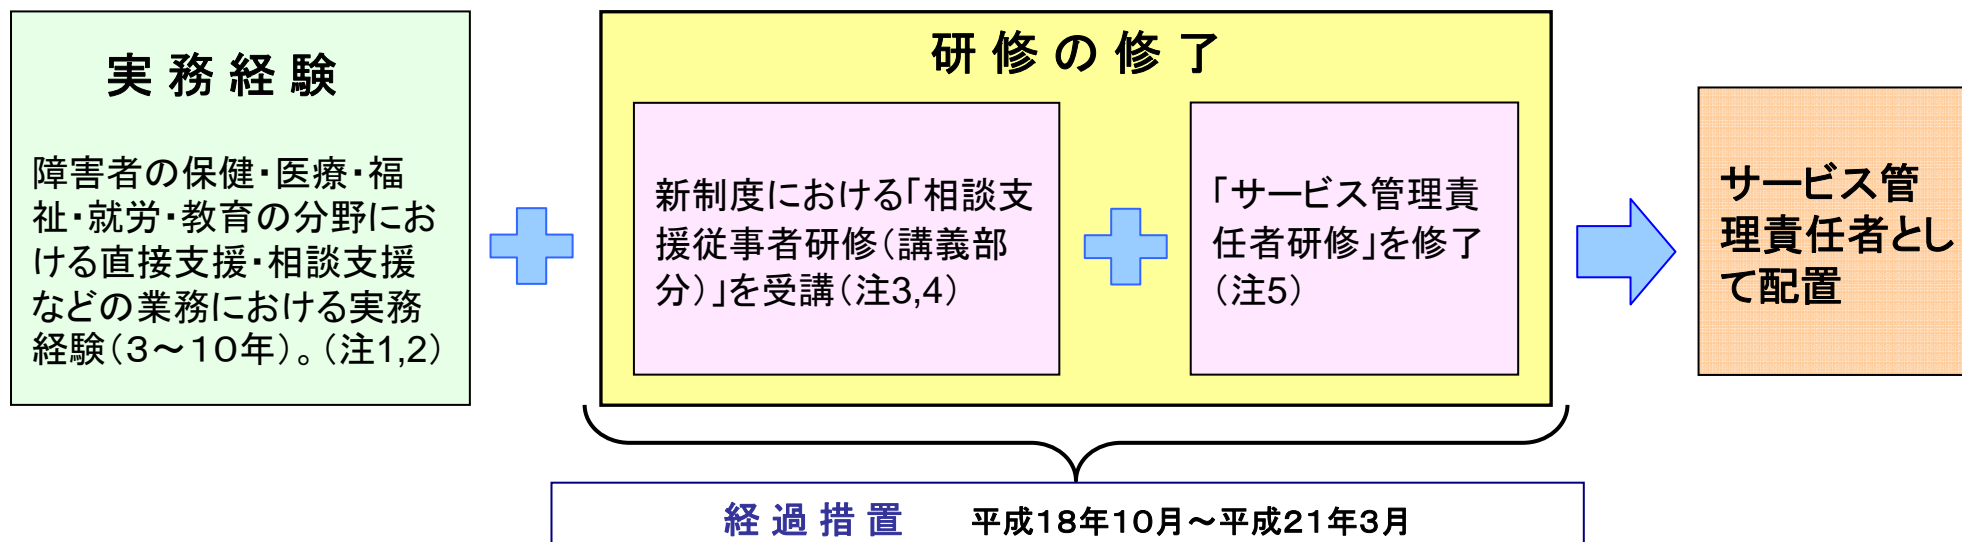 実務経験
障害者の保健・医療・福
祉・就労・教育の分野にお
ける直接支援・相談支援
などの業務における実務
経験（３～１０年）。（注1,2）
研修の修了
新制度における「相談支
援従事者研修（講義部
分）」を受講（注3,4）
「サービス管理責
任者研修」を修了
（注5）
サービス管
理責任者とし
て配置
経過措置　平成１８年１０月～平成２１年３月